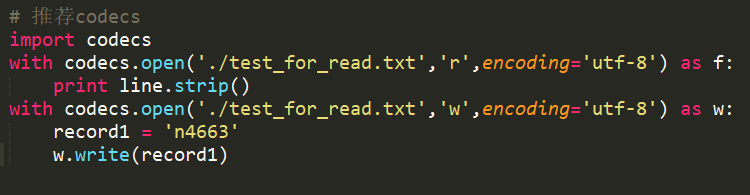 # 推荐codecs
import codecs
with codecs.open('./test_for_read.txt','r',encoding='utf-8') as f:
    print line.strip()
with codecs.open('./test_for_read.txt','w',encoding='utf-8') as w:
    record1 = 'n4663'
    w.write(record1)